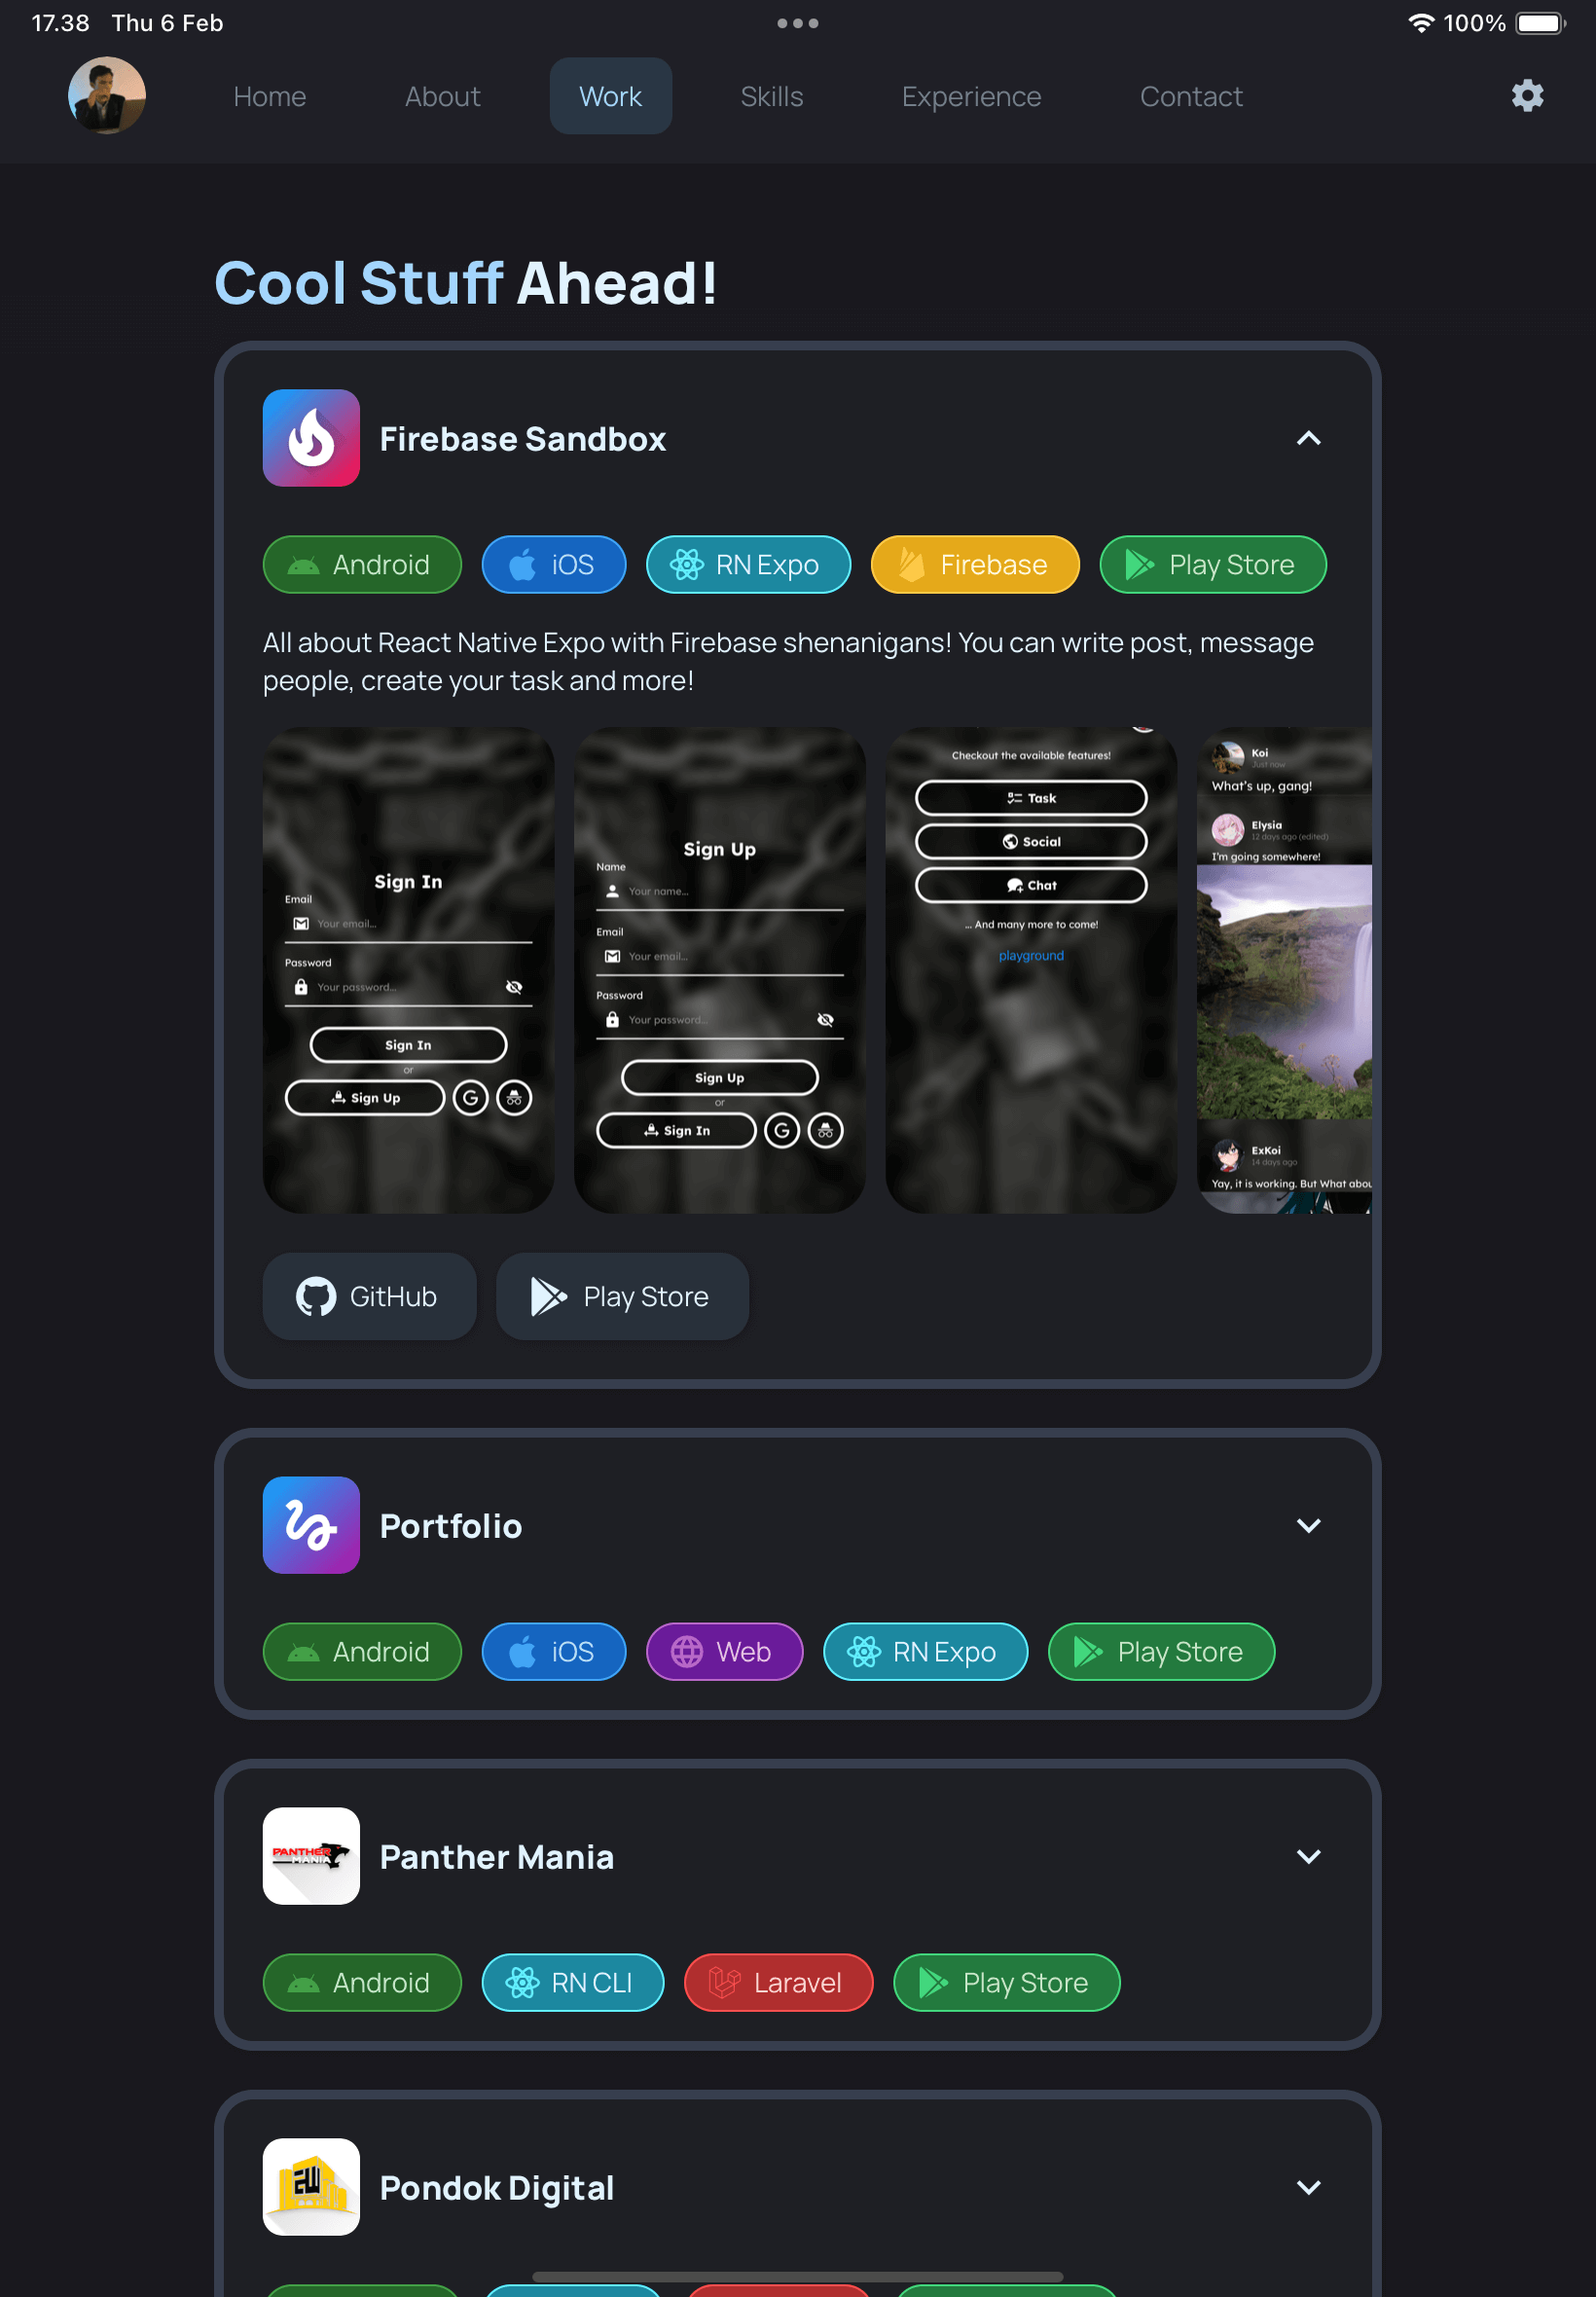 17.38 Thu 6 Feb
100%
Home About Work Skills Experience Contact
Cool Stuff Ahead!
Firebase Sandbox
Android iOS RN Expo Firebase Play Store
All about React Native Expo with Firebase shenanigans! You can write post, message
people, create your task and more!
Sign In
Email
Your email...
Password
Your password...
Sign In
or
Sign Up
Sign Up
Name
Your name...
Email
Your email...
Password
Your password...
Sign Up
or
Sign In
Checkout the available features!
Task
Social
Chat
... And many more to come!
playground
Koi
Just now
What's up, gang!
Elysia
12 days ago (edited)
I'm going somewhere!
ExKoi
14 days ago
Yay, it is working. But What abou
GitHub Play Store
Portfolio
Android iOS Web RN Expo Play Store
PANTHER
MANIA
Panther Mania
Android RN CLI Laravel Play Store
Pondok Digital